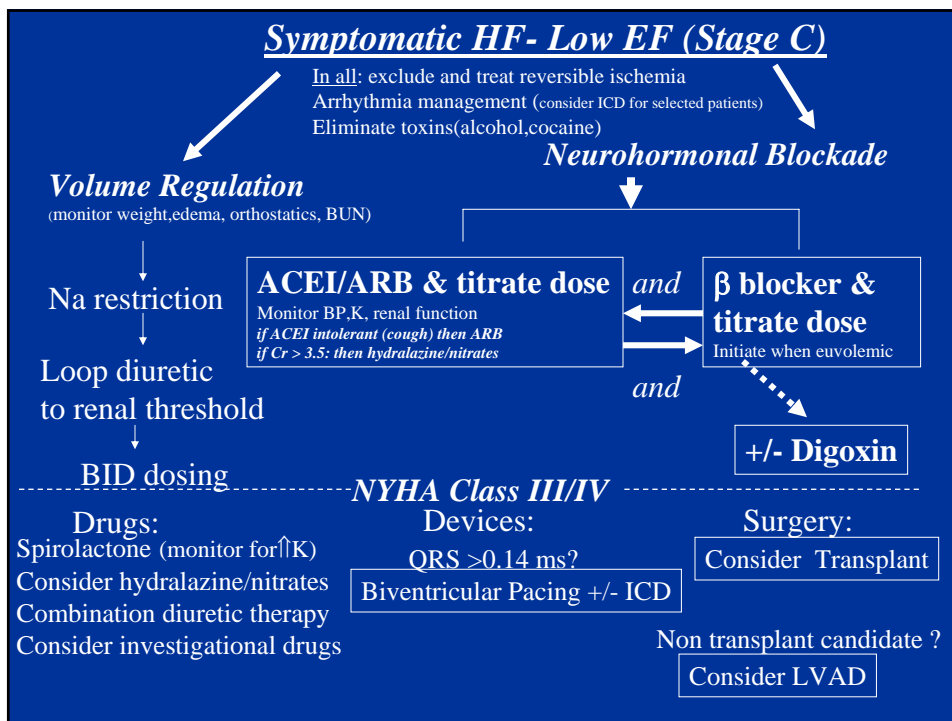 Symptomatic HF- Low EF (Stage C)
In all: exclude and treat reversible ischemia
Arrhythmia management (consider ICD for selected patients)
Eliminate toxins(alcohol,cocaine)
Neurohormonal Blockade
Volume Regulation
(monitor weight,edema, orthostatics, BUN)
Na restriction
Loop diuretic
to renal threshold
BID dosing
ACEI/ARB & titrate dose
Monitor BP,K, renal function
if ACEI intolerant (cough) then ARB
if Cr > 3.5: then hydralazine/nitrates
and
and
β blocker &
titrate dose
Initiate when euvolemic
+/- Digoxin
NYHA Class III/IV
Drugs:
Spirolactone (monitor for⇑K)
Consider hydralazine/nitrates
Combination diuretic therapy
Consider investigational drugs
Devices:
QRS >0.14 ms?
Biventricular Pacing +/- ICD
Surgery:
Consider Transplant
Non transplant candidate ?
Consider LVAD